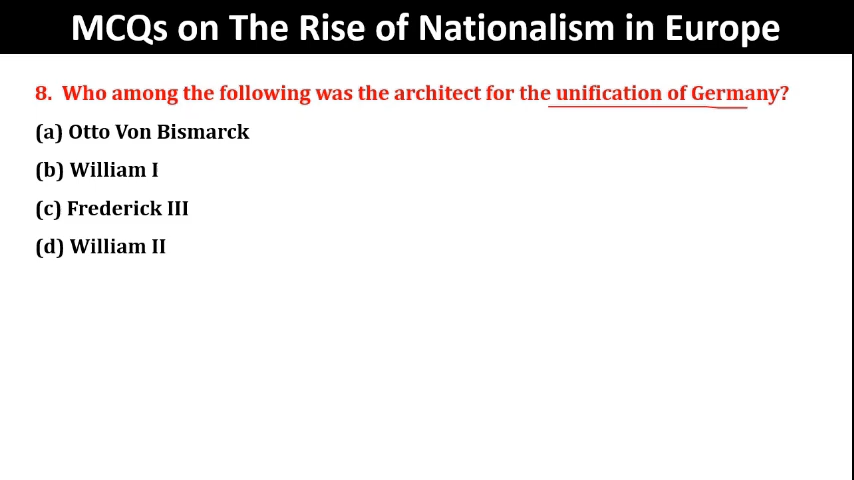 MCQs on The Rise of Nationalism in Europe
8. Who among the following was the architect for the unification of Germany?
(a) Otto Von Bismarck
(b) William I
(c) Frederick III
(d) William II